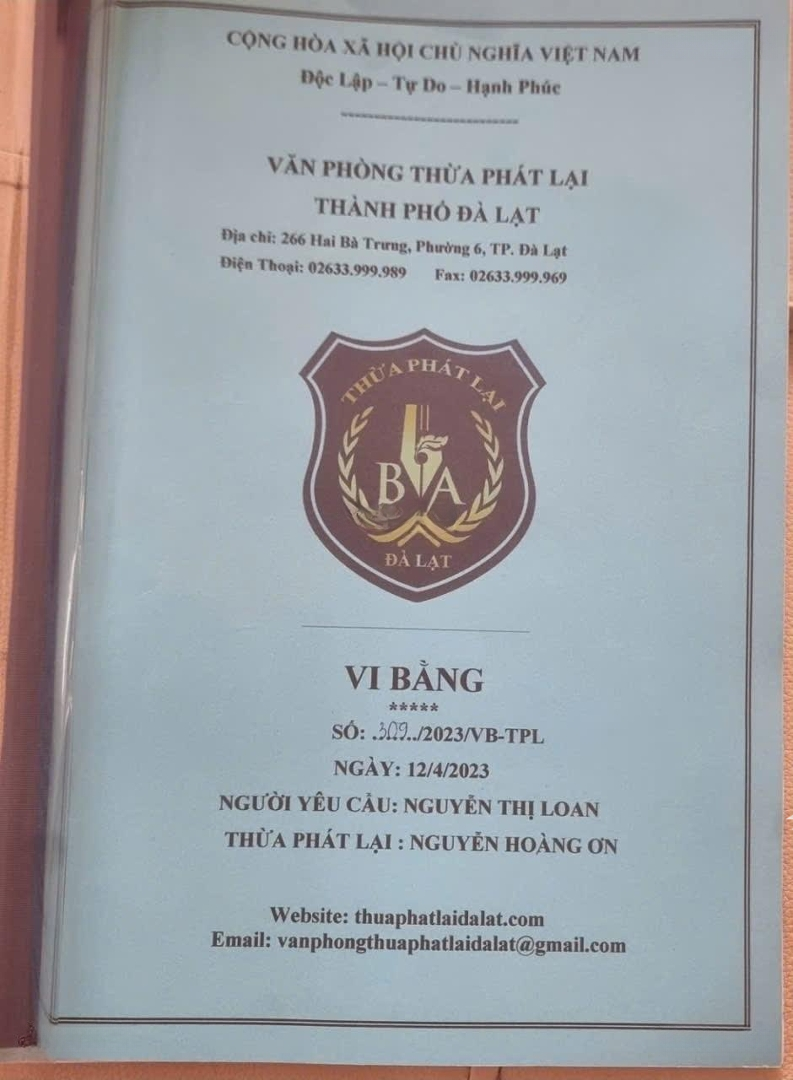 CỘNG HÒA XÃ HỘI CHỦ NGHĨA VIỆT NAM
Độc Lập – Tự Do – Hạnh Phúc
VĂN PHÒNG THỪA PHÁT LẠI
THÀNH PHỐ ĐÀ LẠT
Địa chỉ: 266 Hai Bà Trưng, Phường 6, TP. Đà Lạt
Điện Thoại: 02633.999.989 Fax: 02633.999.969
THỪA PHÁT LẠI
B A
ĐÀ LẠT
VI BẰNG
*****
SỐ: .309../2023/VB-TPL
NGÀY: 12/4/2023
NGƯỜI YÊU CẦU: NGUYỄN THỊ LOAN
THỪA PHÁT LẠI : NGUYỄN HOÀNG ƠN
Website: thuaphatlaidalat.com
Email: vanphongthuaphatlaidalat@gmail.com